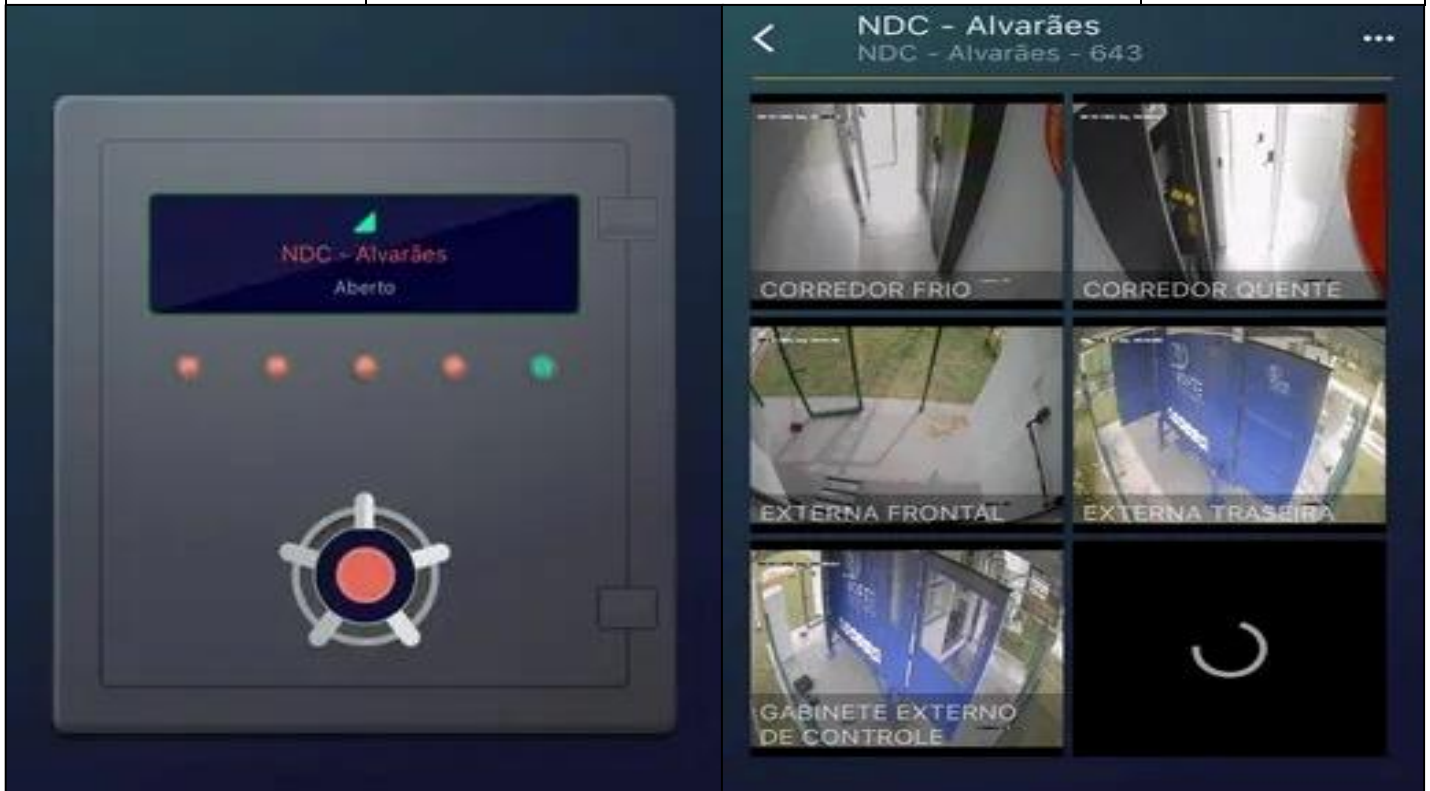 NDC - Alvarães
Aberto
NDC - Alvarães
NDC - Alvarães - 643
CORREDOR FRIO
CORREDOR QUENTE
EXTERNA FRONTAL
EXTERNA TRASEIRA
GABINETE EXTERNO
DE CONTROLE